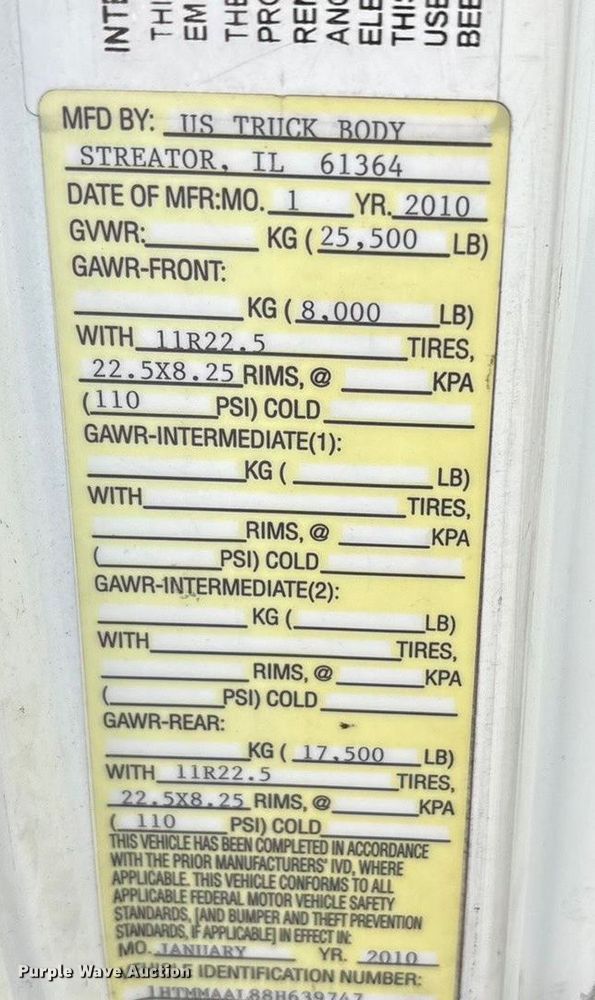 MFD BY: US TRUCK BODY
STREATOR, IL 61364
DATE OF MFR:MO. 1 YR. 2010
GVWR: KG (25,500 LB)
GAWR-FRONT:
KG (8,000 LB)
WITH 11R22.5 TIRES,
22.5X8.25 RIMS, @ KPA
(110 PSI) COLD
GAWR-INTERMEDIATE(1):
KG ( LB)
WITH TIRES,
RIMS, @ KPA
( PSI) COLD
GAWR-INTERMEDIATE(2):
KG ( LB)
WITH TIRES,
RIMS, @ KPA
( PSI) COLD
GAWR-REAR:
KG ( 17,500 LB)
WITH 11R22.5 TIRES,
22.5X8.25 RIMS, @ KPA
( 110 PSI) COLD
THIS VEHICLE HAS BEEN COMPLETED IN ACCORDANCE
WITH THE PRIOR MANUFACTURERS' IVD, WHERE
APPLICABLE. THIS VEHICLE CONFORMS TO ALL
APPLICABLE FEDERAL MOTOR VEHICLE SAFETY
STANDARDS, [AND BUMPER AND THEFT PREVENTION
STANDARDS, IF APPLICABLE] IN EFFECT IN:
MO. JANUARY YR. 2010
IDENTIFICATION NUMBER:
1HTMMAAL88H639747
Purple Wave Auction